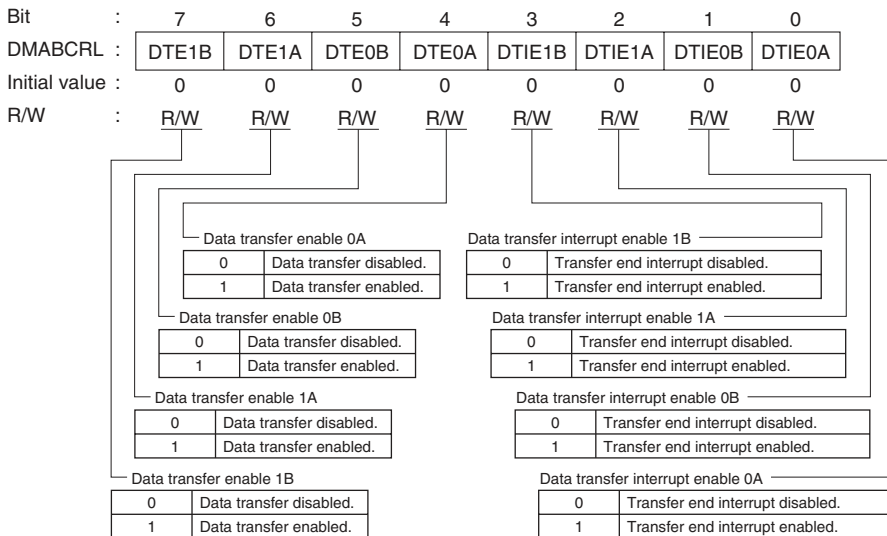 Bit : 7 6 5 4 3 2 1 0
DMABCRL : DTE1B DTE1A DTE0B DTE0A DTIE1B DTIE1A DTIE0B DTIE0A
Initial value : 0 0 0 0 0 0 0 0
R/W : R/W R/W R/W R/W R/W R/W R/W R/W
Data transfer enable 0A
0 Data transfer disabled.
1 Data transfer enabled.
Data transfer interrupt enable 1B
0 Transfer end interrupt disabled.
1 Transfer end interrupt enabled.
Data transfer enable 0B
0 Data transfer disabled.
1 Data transfer enabled.
Data transfer interrupt enable 1A
0 Transfer end interrupt disabled.
1 Transfer end interrupt enabled.
Data transfer enable 1A
0 Data transfer disabled.
1 Data transfer enabled.
Data transfer interrupt enable 0B
0 Transfer end interrupt disabled.
1 Transfer end interrupt enabled.
Data transfer enable 1B
0 Data transfer disabled.
1 Data transfer enabled.
Data transfer interrupt enable 0A
0 Transfer end interrupt disabled.
1 Transfer end interrupt enabled.